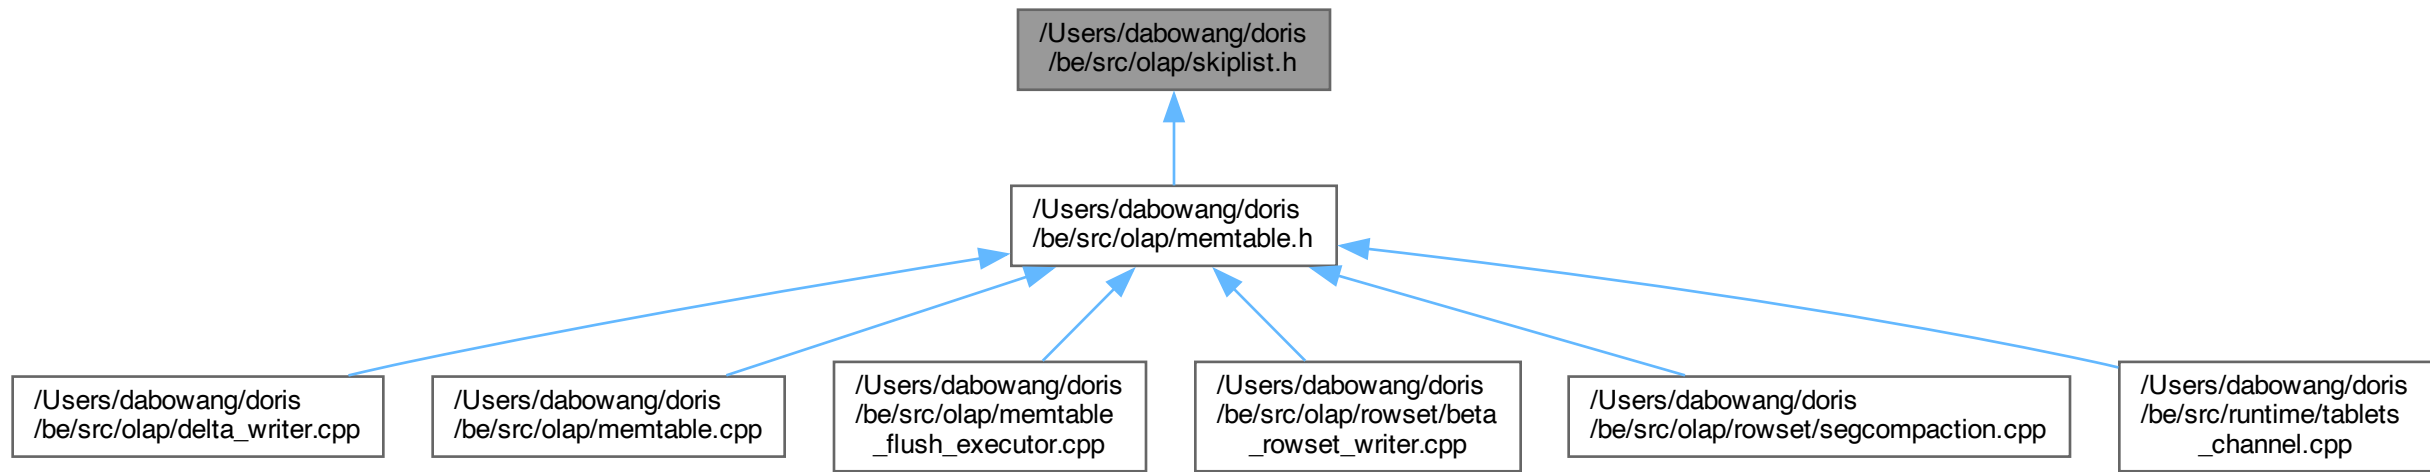 /Users/dabowang/doris
/be/src/olap/skiplist.h
/Users/dabowang/doris
/be/src/olap/memtable.h
/Users/dabowang/doris
/be/src/olap/delta_writer.cpp
/Users/dabowang/doris
/be/src/olap/memtable.cpp
/Users/dabowang/doris
/be/src/olap/memtable
_flush_executor.cpp
/Users/dabowang/doris
/be/src/olap/rowset/beta
_rowset_writer.cpp
/Users/dabowang/doris
/be/src/olap/rowset/segcompaction.cpp
/Users/dabowang/doris
/be/src/runtime/tablets
_channel.cpp